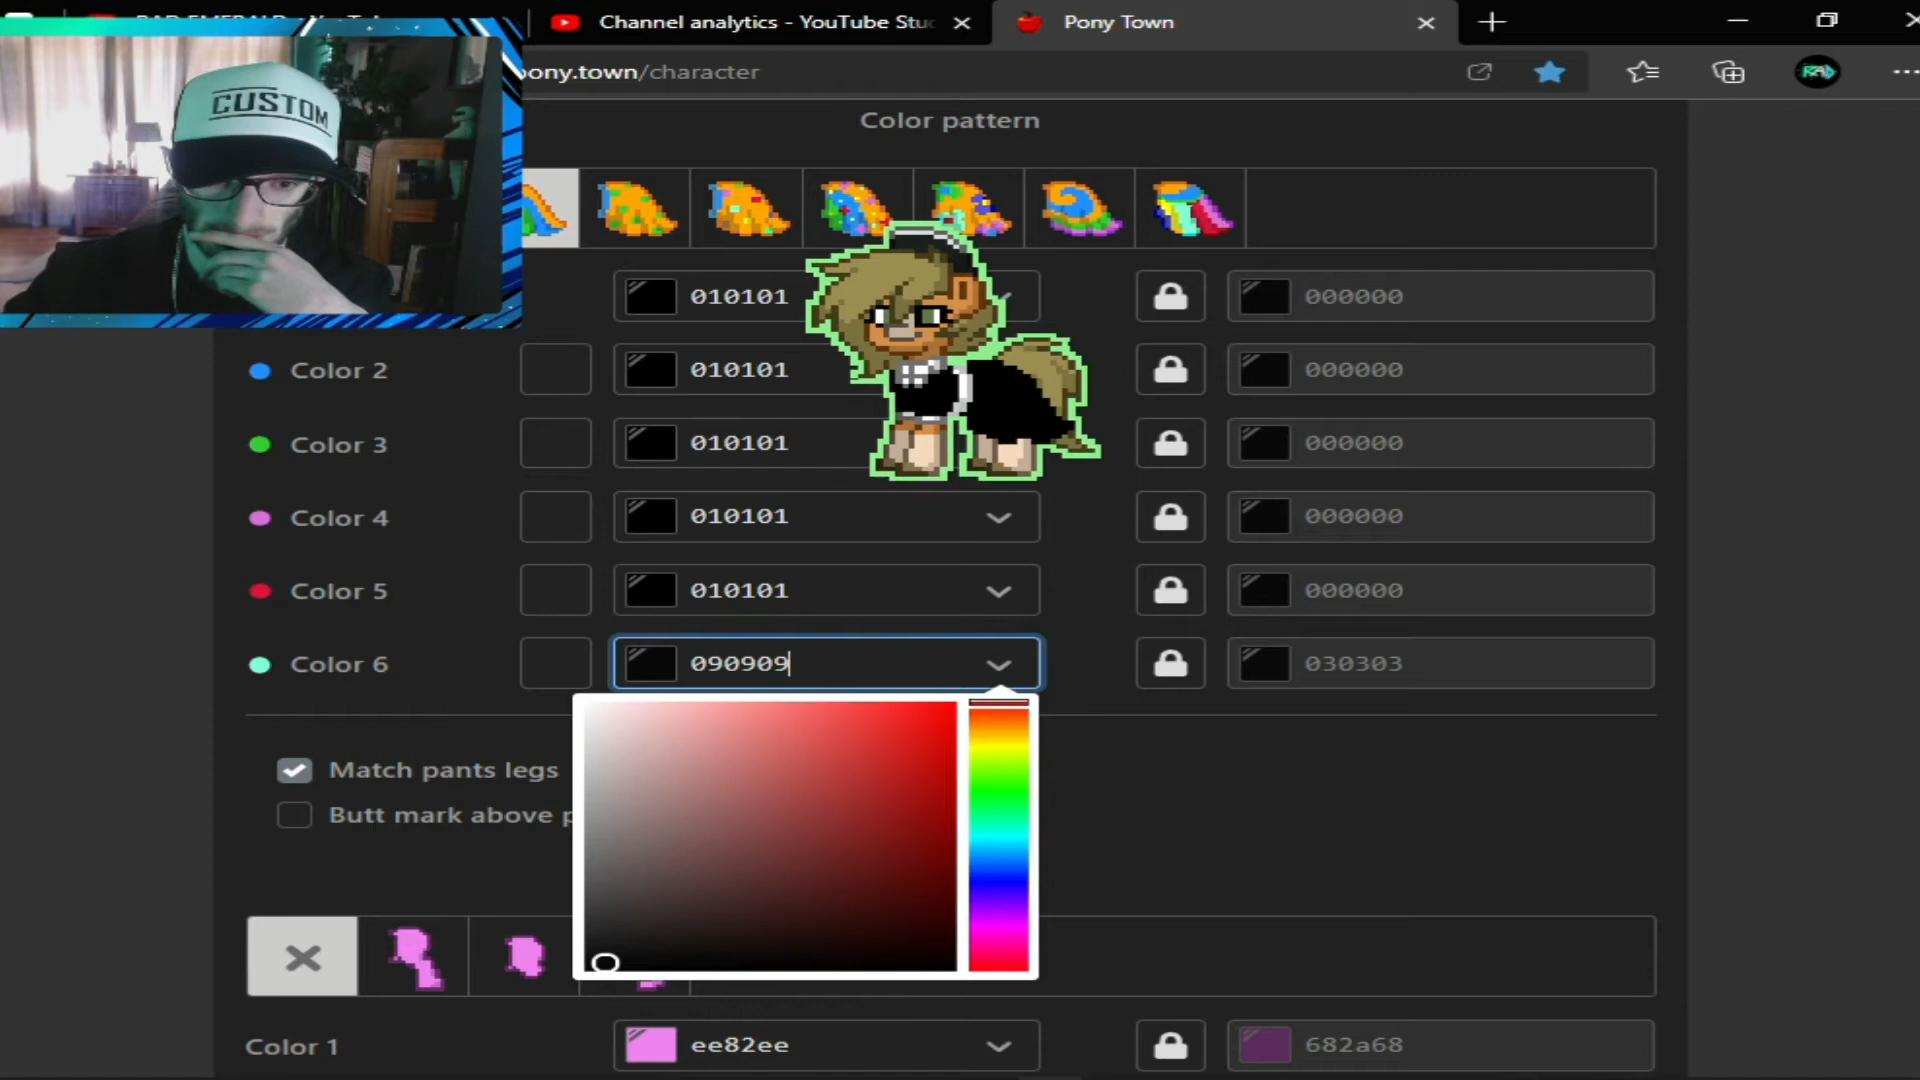 Channel analytics - YouTube Stu
Pony Town
pony.town/character
RAD
CUSTOM
Color pattern
010101
000000
Color 2
010101
000000
Color 3
010101
000000
Color 4
010101
000000
Color 5
010101
000000
Color 6
090909
030303
Match pants legs
Butt mark above p
Color 1
ee82ee
682a68